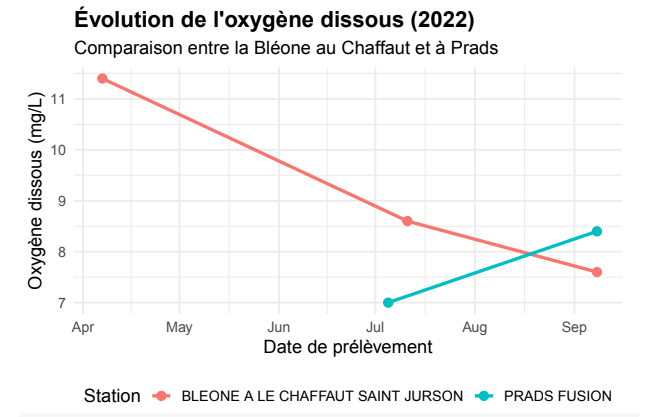 Évolution de l'oxygène dissous (2022)
Comparaison entre la Bléone au Chaffaut et à Prads
Oxygène dissous (mg/L)
11
10
9
8
7
Apr May Jun Jul Aug Sep
Date de prélèvement
Station BLEONE A LE CHAFFAUT SAINT JURSON PRADS FUSION